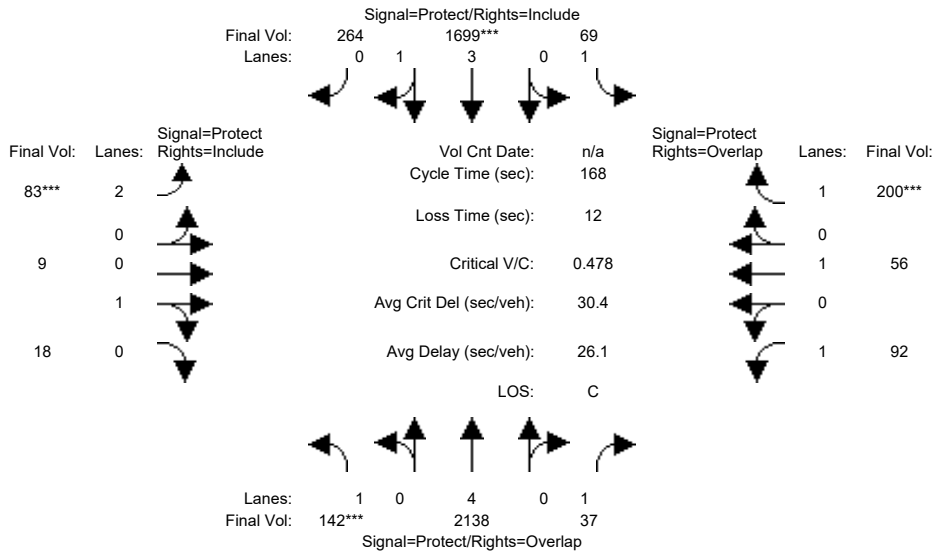 Signal=Protect/Rights=Include
Final Vol: 264 1699*** 69
Lanes: 0 1 3 0 1
Signal=Protect Signal=Protect
Final Vol: Lanes: Rights=Include Vol Cnt Date: n/a Rights=Overlap Lanes: Final Vol:
Cycle Time (sec): 168
83*** 2 1 200***
Loss Time (sec): 12
0 0
9 0 Critical V/C: 0.478 1 56
1 Avg Crit Del (sec/veh): 30.4 0
18 0 Avg Delay (sec/veh): 26.1 1 92
LOS: C
Lanes: 1 0 4 0 1
Final Vol: 142*** 2138 37
Signal=Protect/Rights=Overlap